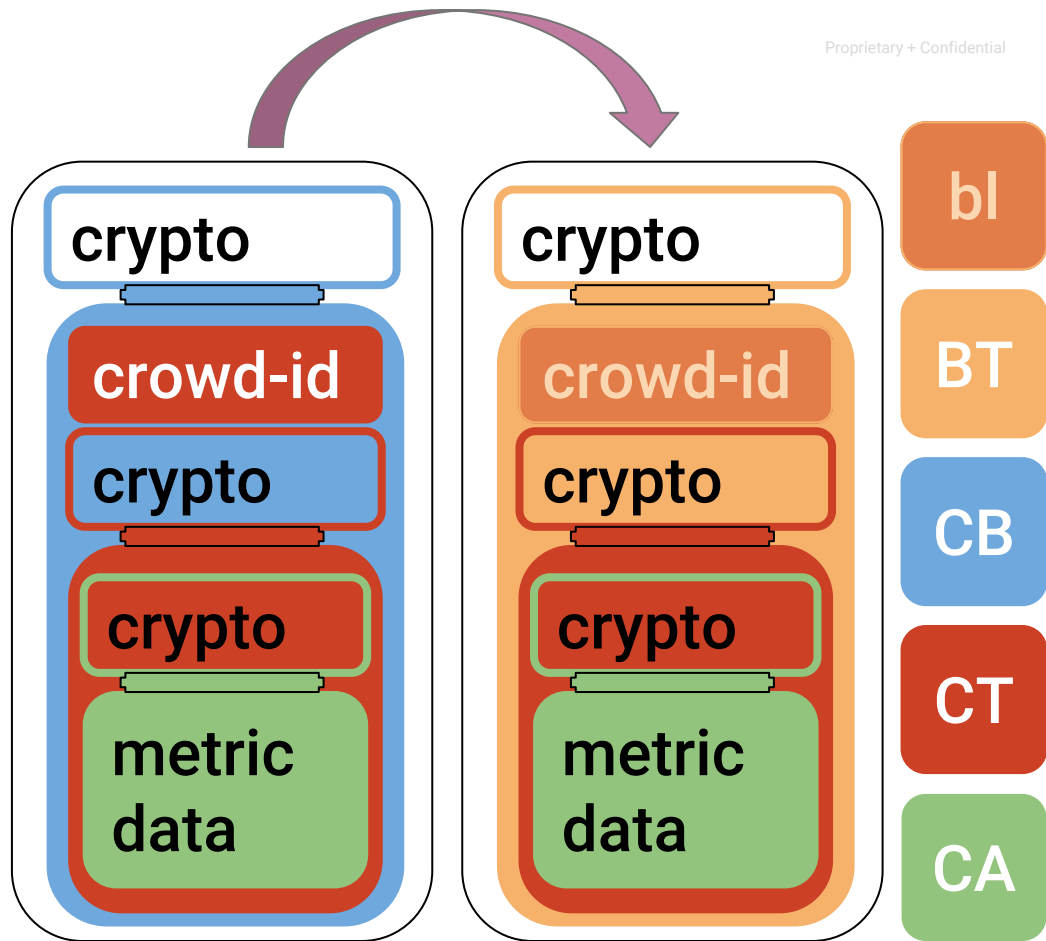 Proprietary + Confidential
crypto
crowd-id
crypto
crypto
metric
data
crypto
crowd-id
crypto
crypto
metric
data
bl
BT
CB
CT
CA